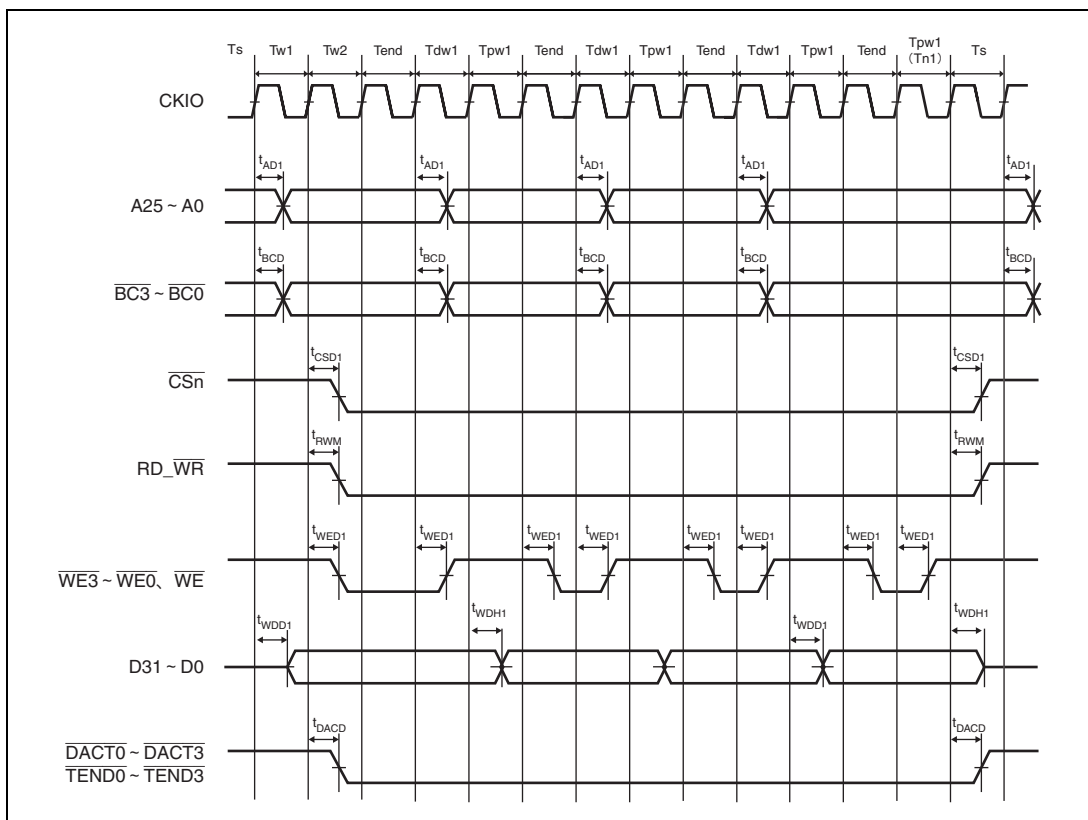 Ts Tw1 Tw2 Tend Tdw1 Tpw1 Tend Tdw1 Tpw1 Tend Tdw1 Tpw1 Tend Tpw1 Ts
(Tn1)
CKIO
tAD1 tAD1 tAD1 tAD1 tAD1
A25 ~ A0
tBCD tBCD tBCD tBCD tBCD
BC3 ~ BC0
tCSD1 tCSD1
CSn
tRWM tRWM
RD_WR
tWED1 tWED1 tWED1 tWED1 tWED1 tWED1 tWED1 tWED1
WE3 ~ WE0、WE
tWDD1 tWDH1 tWDD1 tWDH1
D31 ~ D0
tDACD tDACD
DACT0 ~ DACT3
TEND0 ~ TEND3